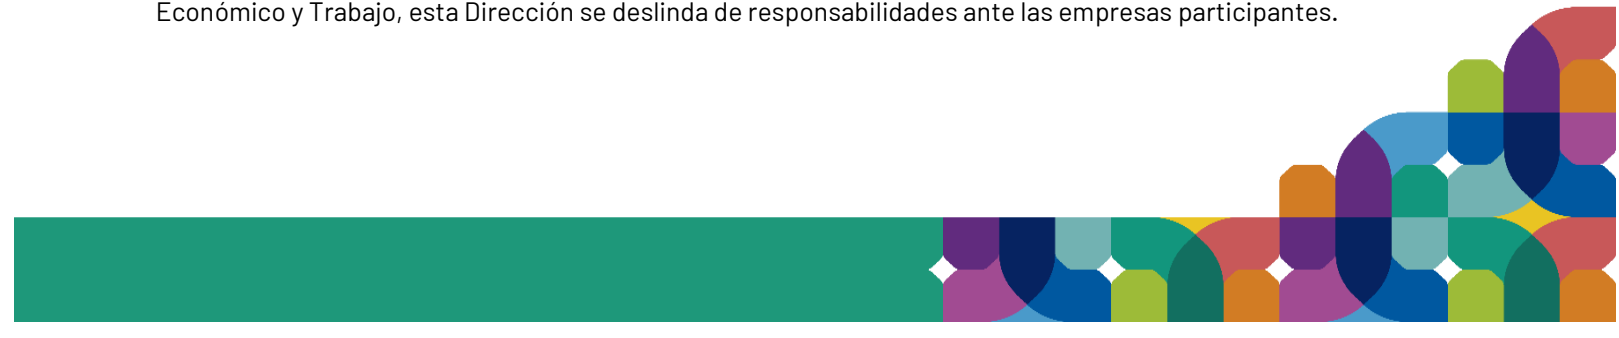 Económico y Trabajo, esta Dirección se deslinda de responsabilidades ante las empresas participantes.